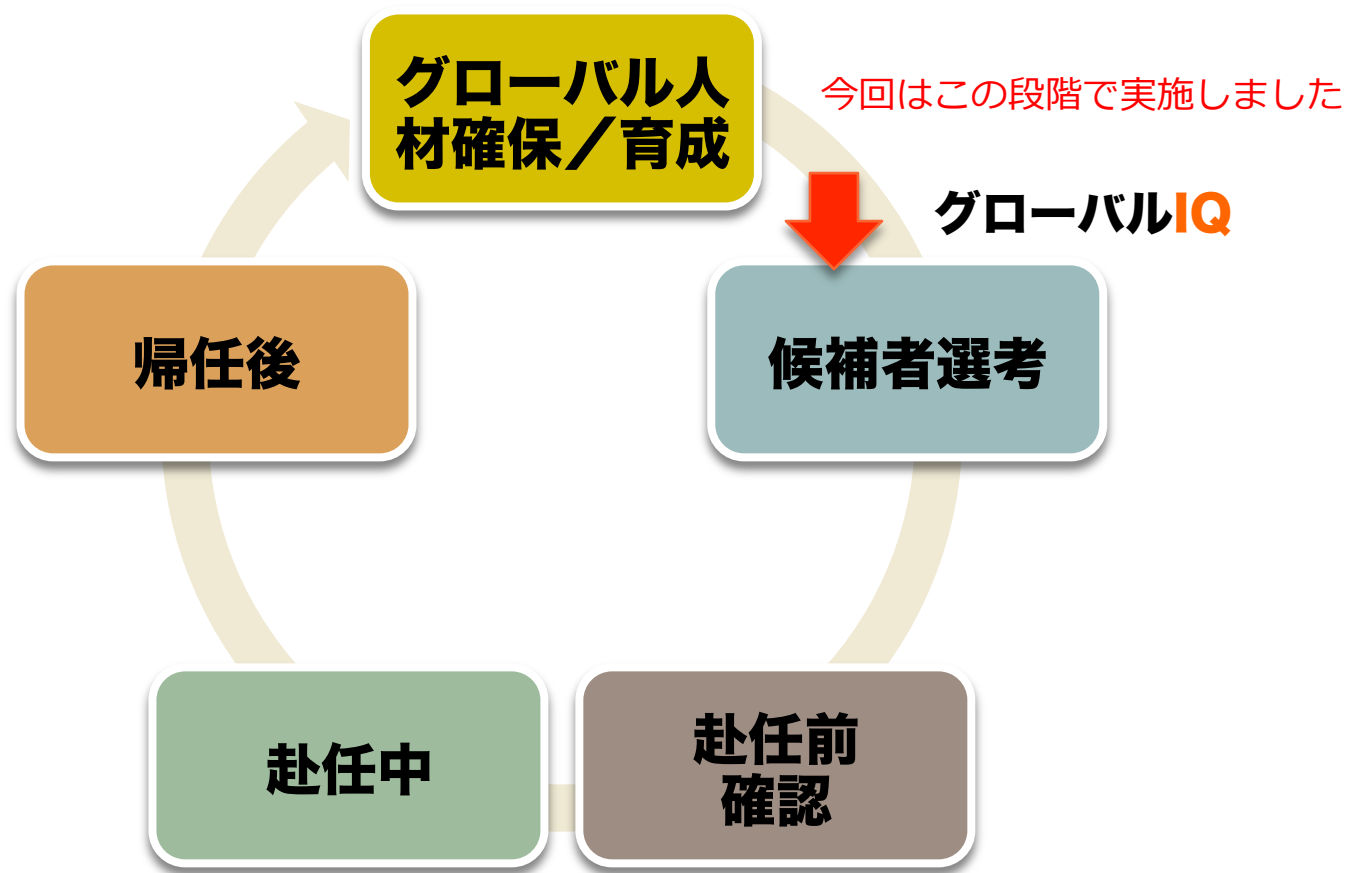 グローバル人
材確保／育成
今回はこの段階で実施しました
グローバルIQ
候補者選考
赴任前
確認
赴任中
帰任後